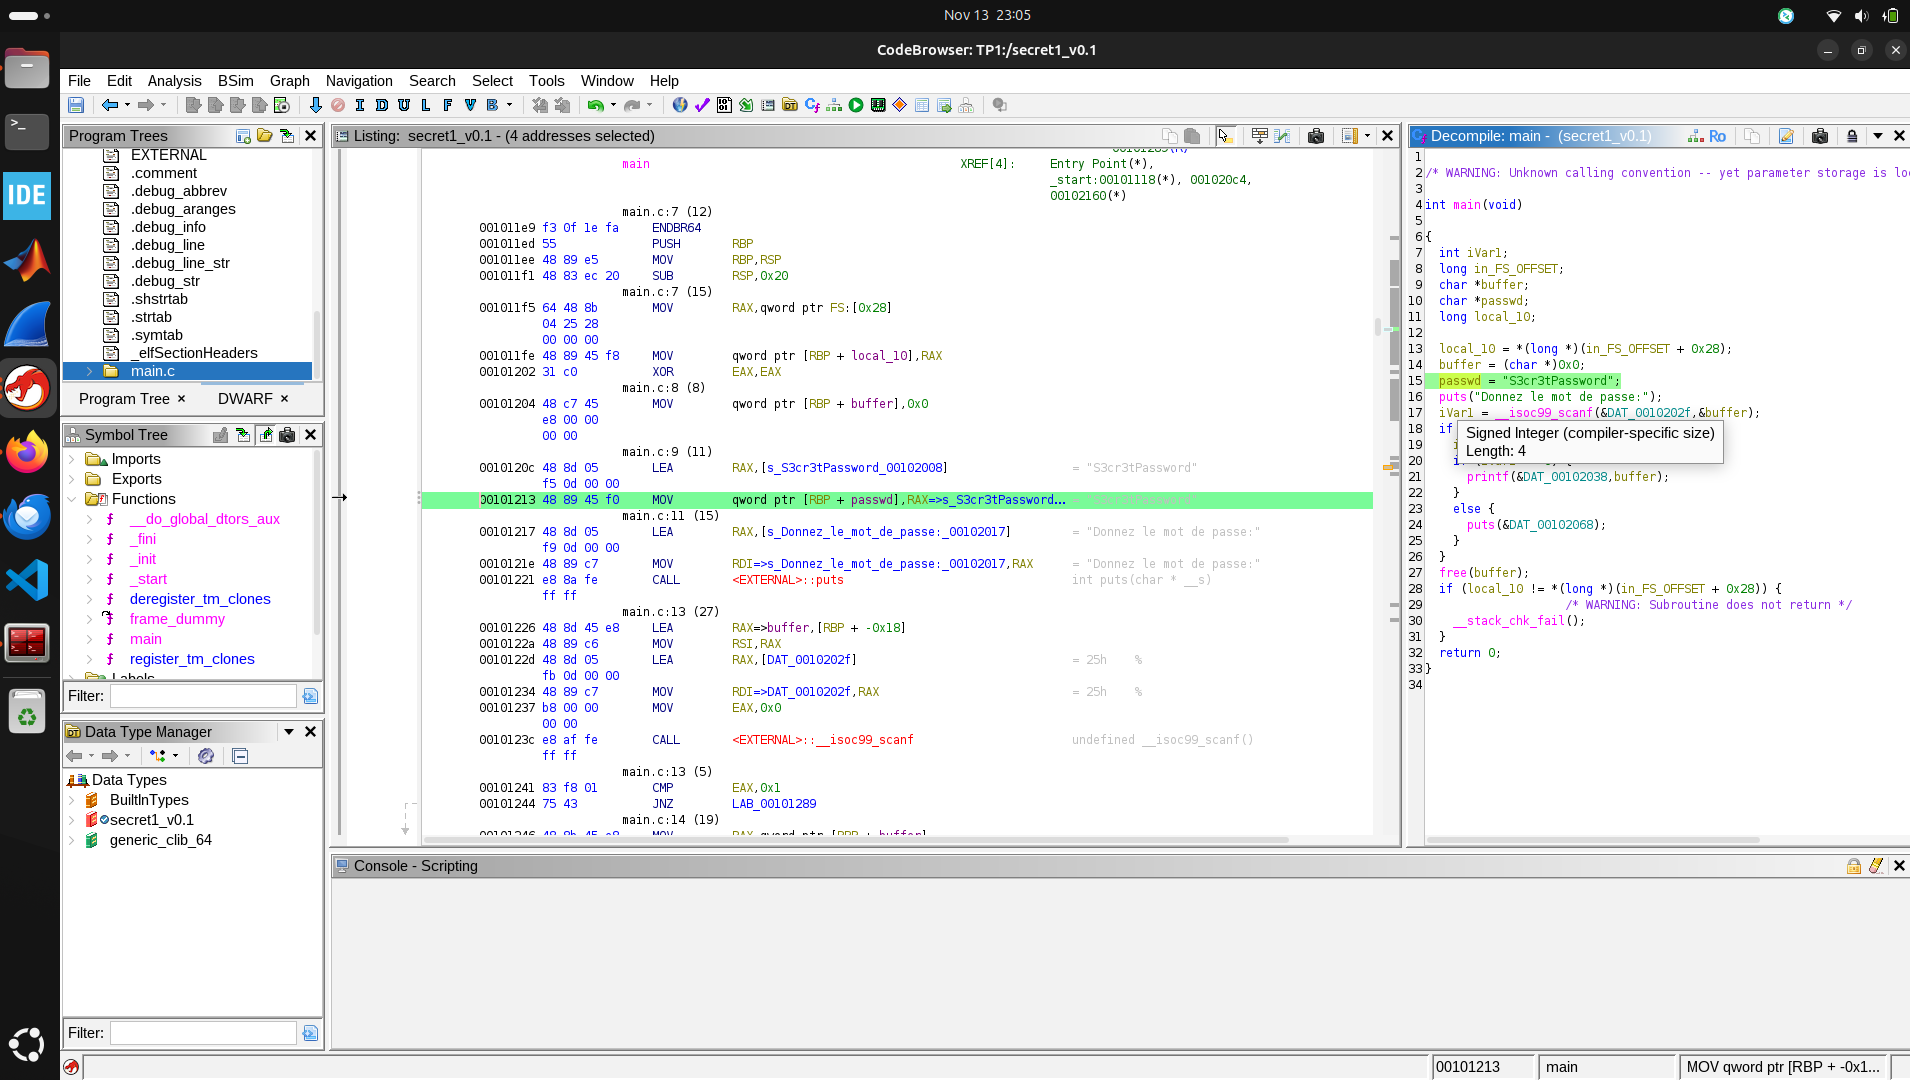 Nov 13 23:05
CodeBrowser: TP1:/secret1_v0.1
File Edit Analysis BSim Graph Navigation Search Select Tools Window Help
I D U L F V B
Program Trees
EXTERNAL
.comment
.debug_abbrev
.debug_aranges
.debug_info
.debug_line
.debug_line_str
.debug_str
.shstrtab
.strtab
.symtab
_elfSectionHeaders
main.c
Program Tree × DWARF ×
Symbol Tree
Imports
Exports
Functions
__do_global_dtors_aux
_fini
_init
_start
deregister_tm_clones
frame_dummy
main
register_tm_clones
Labels
Filter:
Data Type Manager
Data Types
BuiltInTypes
secret1_v0.1
generic_clib_64
Filter:
IDE
Listing: secret1_v0.1 - (4 addresses selected)
main XREF[4]: Entry Point(*),
_start:00101118(*), 001020c4,
00102160(*)
main.c:7 (12)
001011e9 f3 0f 1e fa ENDBR64
001011ed 55 PUSH RBP
001011ee 48 89 e5 MOV RBP,RSP
001011f1 48 83 ec 20 SUB RSP,0x20
main.c:7 (15)
001011f5 64 48 8b MOV RAX,qword ptr FS:[0x28]
04 25 28
00 00 00
001011fe 48 89 45 f8 MOV qword ptr [RBP + local_10],RAX
00101202 31 c0 XOR EAX,EAX
main.c:8 (8)
00101204 48 c7 45 MOV qword ptr [RBP + buffer],0x0
e8 00 00
00 00
main.c:9 (11)
0010120c 48 8d 05 LEA RAX,[s_S3cr3tPassword_00102008] = "S3cr3tPassword"
f5 0d 00 00
00101213 48 89 45 f0 MOV qword ptr [RBP + passwd],RAX=>s_S3cr3tPassword... = "S3cr3tPassword"
main.c:11 (15)
00101217 48 8d 05 LEA RAX,[s_Donnez_le_mot_de_passe:_00102017] = "Donnez le mot de passe:"
f9 0d 00 00
0010121e 48 89 c7 MOV RDI=>s_Donnez_le_mot_de_passe:_00102017,RAX = "Donnez le mot de passe:"
00101221 e8 8a fe CALL <EXTERNAL>::puts int puts(char * __s)
ff ff
main.c:13 (27)
00101226 48 8d 45 e8 LEA RAX=>buffer,[RBP + -0x18]
0010122a 48 89 c6 MOV RSI,RAX
0010122d 48 8d 05 LEA RAX,[DAT_0010202f] = 25h %
fb 0d 00 00
00101234 48 89 c7 MOV RDI=>DAT_0010202f,RAX = 25h %
00101237 b8 00 00 MOV EAX,0x0
00 00
0010123c e8 af fe CALL <EXTERNAL>::__isoc99_scanf undefined __isoc99_scanf()
ff ff
main.c:13 (5)
00101241 83 f8 01 CMP EAX,0x1
00101244 75 43 JNZ LAB_00101289
main.c:14 (19)
00101246 48 8b 45 e8 MOV RAX,qword ptr [RBP + buffer]
Decompile: main - (secret1_v0.1)
Ro
1
2 /* WARNING: Unknown calling convention -- yet parameter storage is lo
3
4 int main(void)
5
6 {
7 int iVar1;
8 long in_FS_OFFSET;
9 char *buffer;
10 char *passwd;
11 long local_10;
12
13 local_10 = *(long *)(in_FS_OFFSET + 0x28);
14 buffer = (char *)0x0;
15 passwd = "S3cr3tPassword";
16 puts("Donnez le mot de passe:");
17 iVar1 = __isoc99_scanf(&DAT_0010202f,&buffer);
18 if
19
20
21 printf(&DAT_00102038,buffer);
22 }
23 else {
24 puts(&DAT_00102068);
25 }
26 }
27 free(buffer);
28 if (local_10 != *(long *)(in_FS_OFFSET + 0x28)) {
29 /* WARNING: Subroutine does not return */
30 __stack_chk_fail();
31 }
32 return 0;
33 }
34
Signed Integer (compiler-specific size)
Length: 4
Console - Scripting
00101213 main MOV qword ptr [RBP + -0x1...